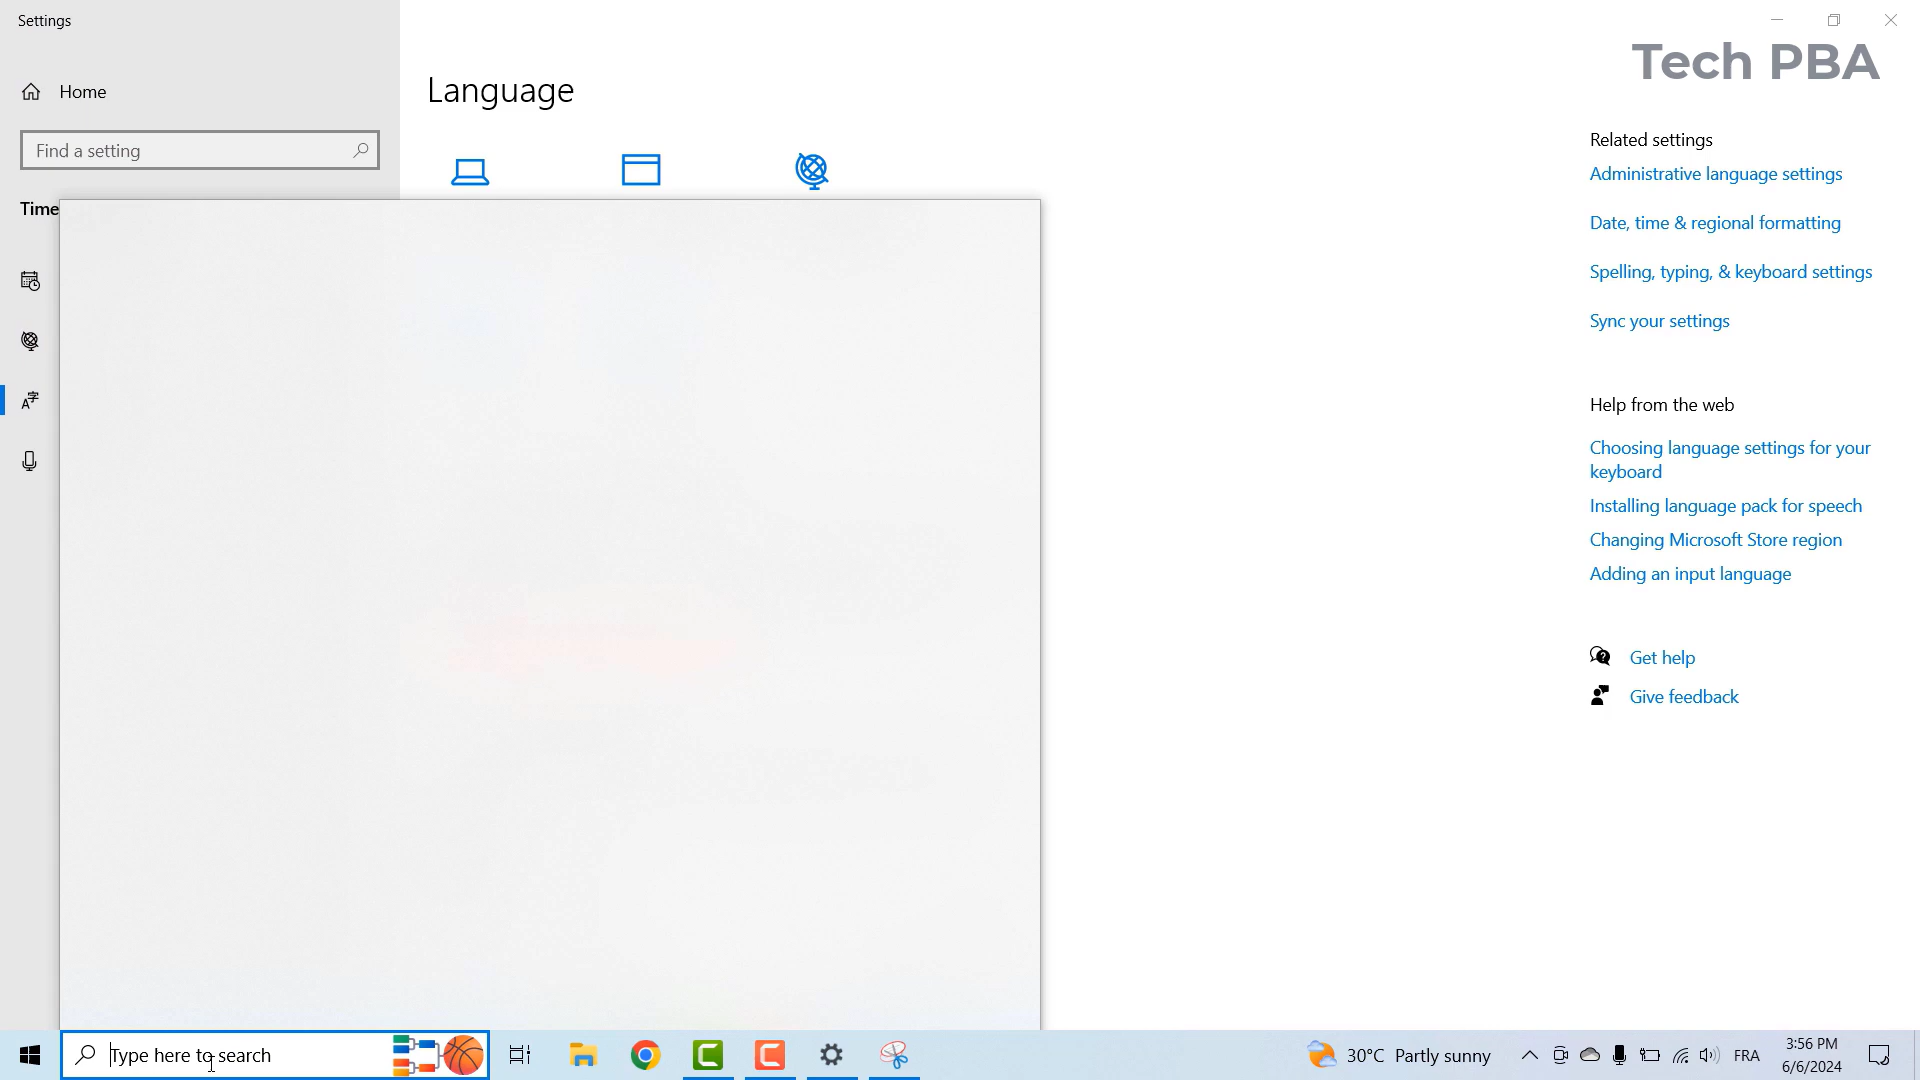 Settings
Tech PBA
Home
Language
Find a setting
Time
Related settings
Administrative language settings
Date, time & regional formatting
Spelling, typing, & keyboard settings
Sync your settings
Help from the web
Choosing language settings for your
keyboard
Installing language pack for speech
Changing Microsoft Store region
Adding an input language
Get help
Give feedback
Type here to search
30°C Partly sunny
FRA
3:56 PM
6/6/2024